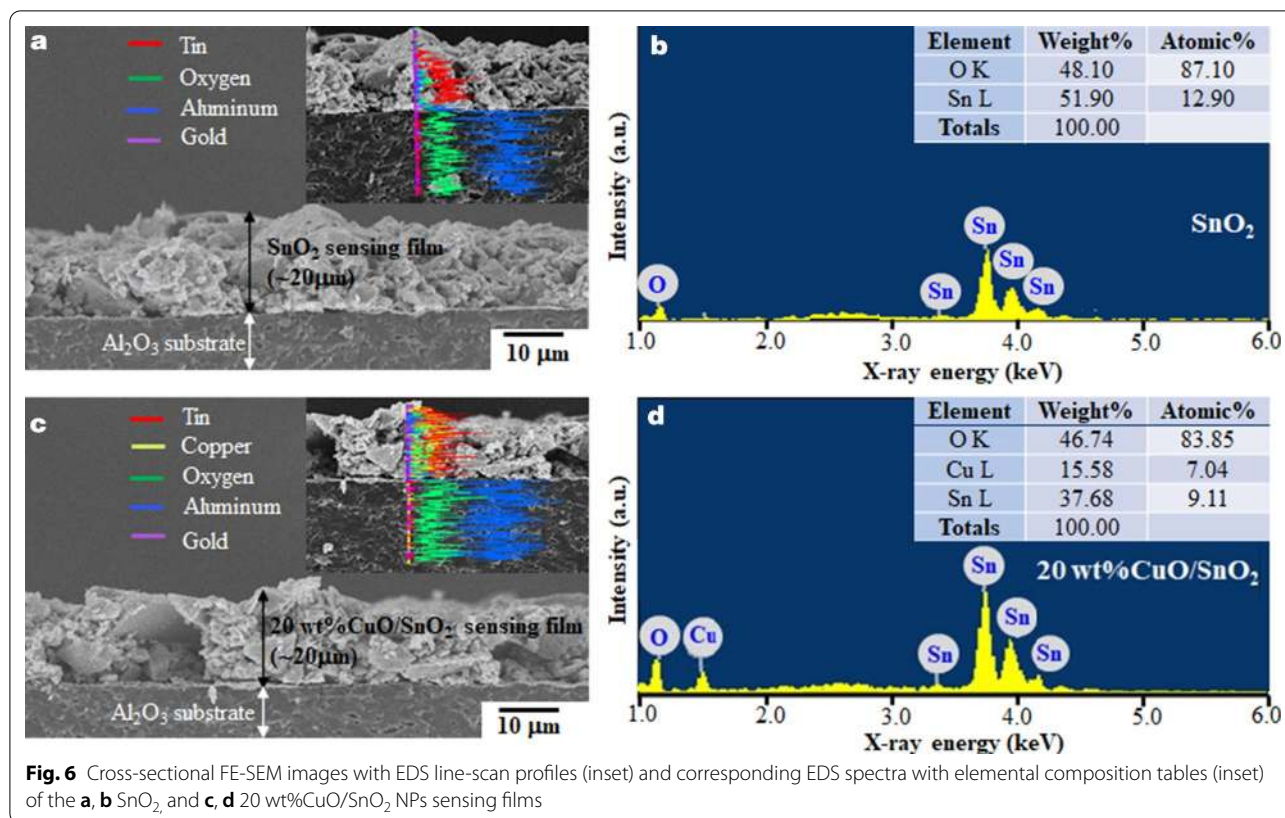 a
Tin
Oxygen
Aluminum
Gold
SnO₂ sensing film
(~20μm)
Al₂O₃ substrate
10 μm
b
Element Weight% Atomic%
O K 48.10 87.10
Sn L 51.90 12.90
Totals 100.00
SnO₂
Intensity (a.u.)
O
Sn
Sn
Sn
Sn
1.0 2.0 3.0 4.0 5.0 6.0
X-ray energy (keV)
c
Tin
Copper
Oxygen
Aluminum
Gold
20 wt%CuO/SnO₂ sensing film
(~20μm)
Al₂O₃ substrate
10 μm
d
Element Weight% Atomic%
O K 46.74 83.85
Cu L 15.58 7.04
Sn L 37.68 9.11
Totals 100.00
20 wt%CuO/SnO₂
Intensity (a.u.)
O
Cu
Sn
Sn
Sn
Sn
1.0 2.0 3.0 4.0 5.0 6.0
X-ray energy (keV)
Fig. 6 Cross-sectional FE-SEM images with EDS line-scan profiles (inset) and corresponding EDS spectra with elemental composition tables (inset)
of the a, b SnO₂, and c, d 20 wt%CuO/SnO₂ NPs sensing films